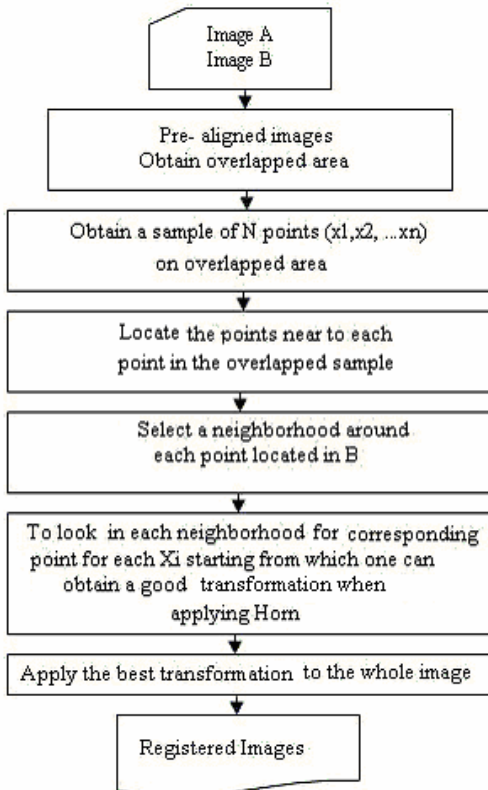 Image A
Image B
Pre- aligned images
Obtain overlapped area
Obtain a sample of N points (x1,x2, ...xn)
on overlapped area
Locate the points near to each
point in the overlapped sample
Select a neighborhood around
each point located in B
To look in each neighborhood for corresponding
point for each Xi starting from which one can
obtain a good transformation when
applying Horn
Apply the best transformation to the whole image
Registered Images